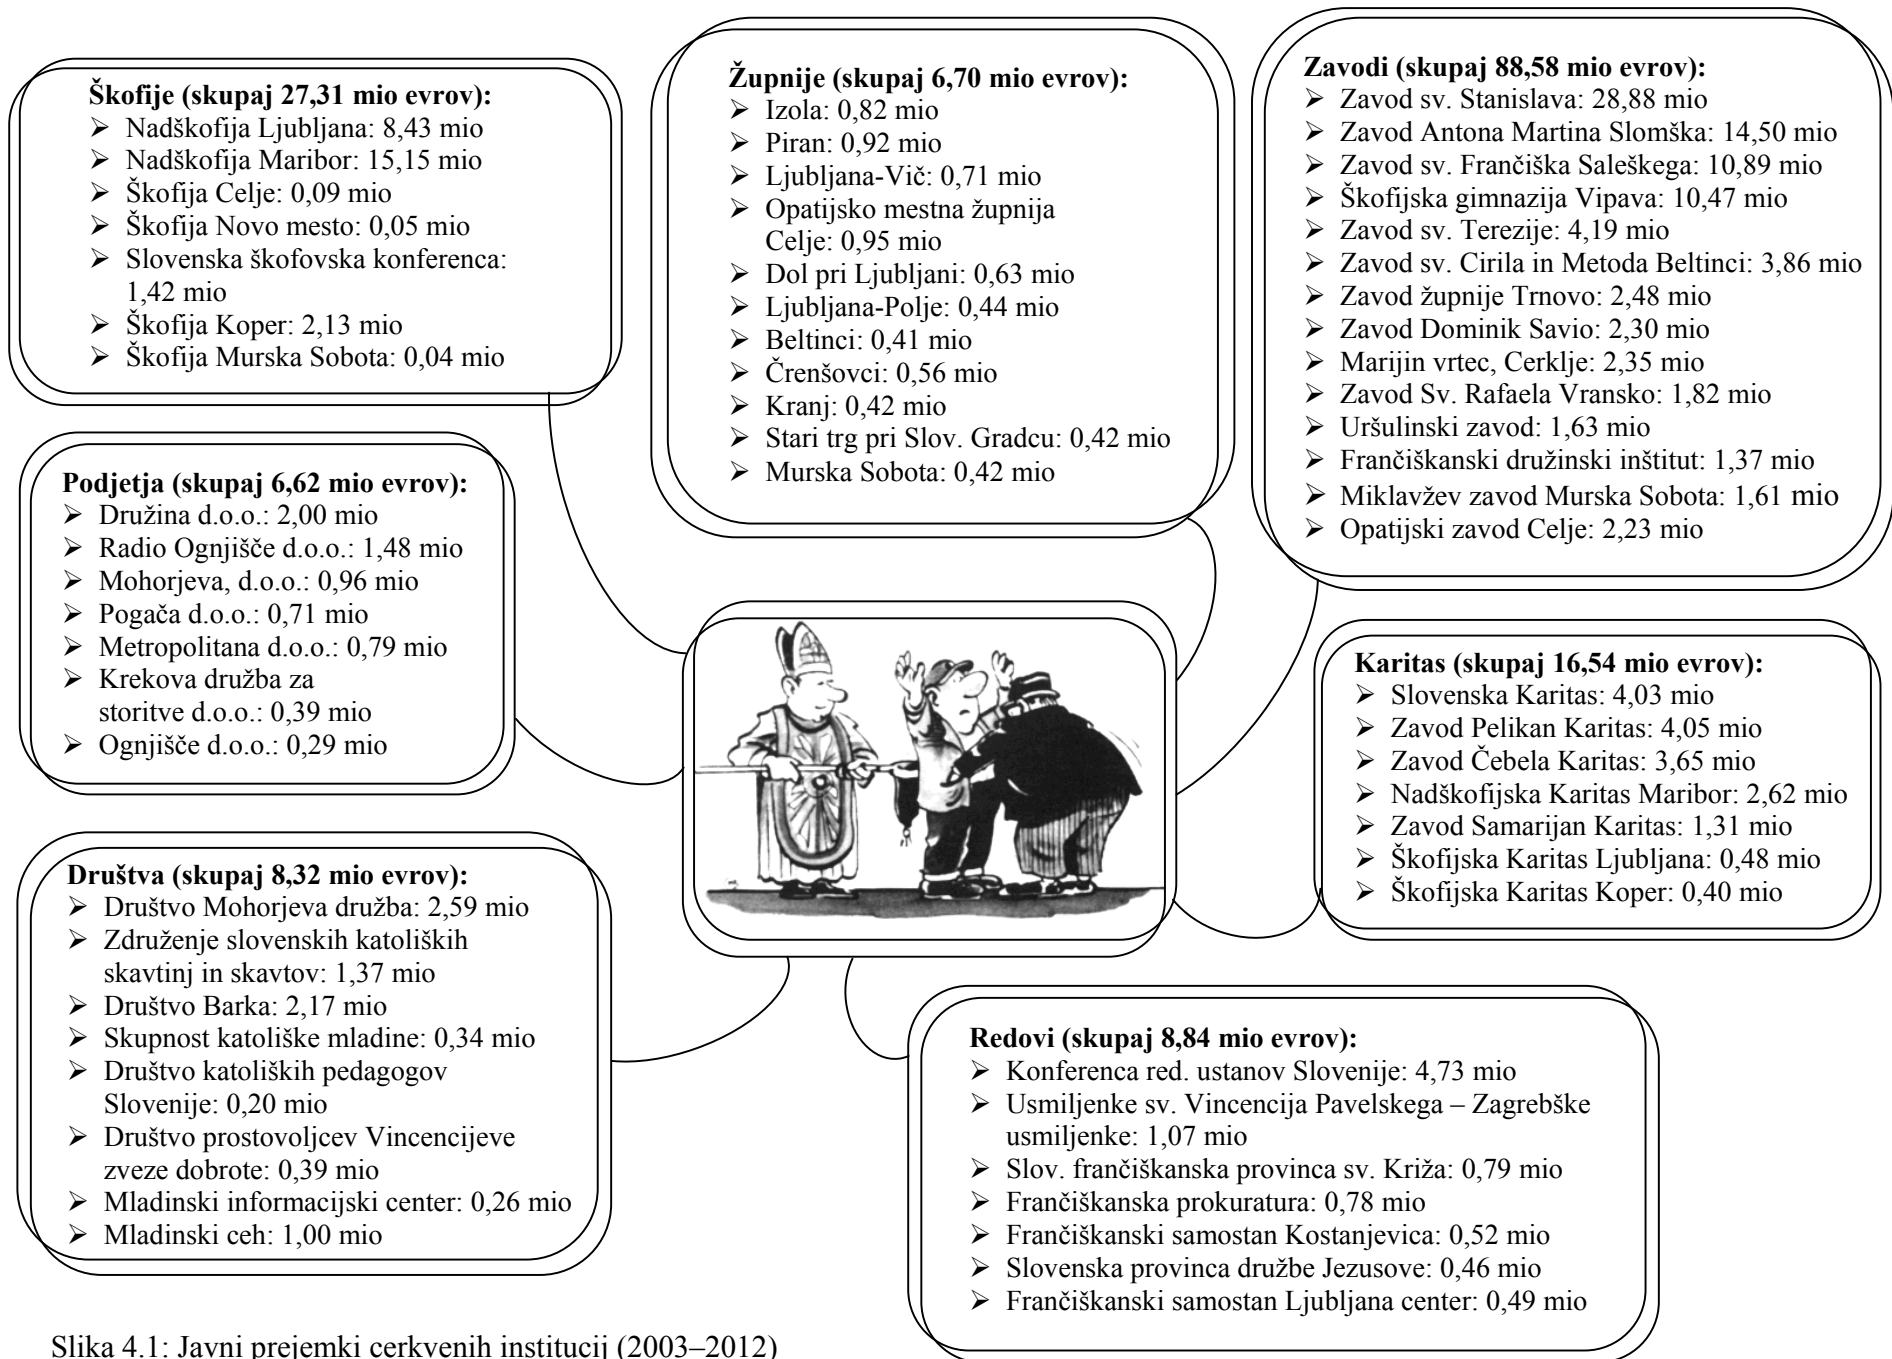 Škofije (skupaj 27,31 mio evrov):
➢ Nadškofija Ljubljana: 8,43 mio
➢ Nadškofija Maribor: 15,15 mio
➢ Škofija Celje: 0,09 mio
➢ Škofija Novo mesto: 0,05 mio
➢ Slovenska škofovska konferenca:
1,42 mio
➢ Škofija Koper: 2,13 mio
➢ Škofija Murska Sobota: 0,04 mio
Župnije (skupaj 6,70 mio evrov):
➢ Izola: 0,82 mio
➢ Piran: 0,92 mio
➢ Ljubljana-Vič: 0,71 mio
➢ Opatijsko mestna župnija
Celje: 0,95 mio
➢ Dol pri Ljubljani: 0,63 mio
➢ Ljubljana-Polje: 0,44 mio
➢ Beltinci: 0,41 mio
➢ Črenšovci: 0,56 mio
➢ Kranj: 0,42 mio
➢ Stari trg pri Slov. Gradcu: 0,42 mio
➢ Murska Sobota: 0,42 mio
Zavodi (skupaj 88,58 mio evrov):
➢ Zavod sv. Stanislava: 28,88 mio
➢ Zavod Antona Martina Slomška: 14,50 mio
➢ Zavod sv. Frančiška Saleškega: 10,89 mio
➢ Škofijska gimnazija Vipava: 10,47 mio
➢ Zavod sv. Terezije: 4,19 mio
➢ Zavod sv. Cirila in Metoda Beltinci: 3,86 mio
➢ Zavod župnije Trnovo: 2,48 mio
➢ Zavod Dominik Savio: 2,30 mio
➢ Marijin vrtec, Cerklje: 2,35 mio
➢ Zavod Sv. Rafaela Vransko: 1,82 mio
➢ Uršulinski zavod: 1,63 mio
➢ Frančiškanski družinski inštitut: 1,37 mio
➢ Miklavžev zavod Murska Sobota: 1,61 mio
➢ Opatijski zavod Celje: 2,23 mio
Podjetja (skupaj 6,62 mio evrov):
➢ Družina d.o.o.: 2,00 mio
➢ Radio Ognjišče d.o.o.: 1,48 mio
➢ Mohorjeva, d.o.o.: 0,96 mio
➢ Pogača d.o.o.: 0,71 mio
➢ Metropolitana d.o.o.: 0,79 mio
➢ Krekova družba za
storitve d.o.o.: 0,39 mio
➢ Ognjišče d.o.o.: 0,29 mio
Karitas (skupaj 16,54 mio evrov):
➢ Slovenska Karitas: 4,03 mio
➢ Zavod Pelikan Karitas: 4,05 mio
➢ Zavod Čebela Karitas: 3,65 mio
➢ Nadškofijska Karitas Maribor: 2,62 mio
➢ Zavod Samarijan Karitas: 1,31 mio
➢ Škofijska Karitas Ljubljana: 0,48 mio
➢ Škofijska Karitas Koper: 0,40 mio
Društva (skupaj 8,32 mio evrov):
➢ Društvo Mohorjeva družba: 2,59 mio
➢ Združenje slovenskih katoliških
skavtinj in skavtov: 1,37 mio
➢ Društvo Barka: 2,17 mio
➢ Skupnost katoliške mladine: 0,34 mio
➢ Društvo katoliških pedagogov
Slovenije: 0,20 mio
➢ Društvo prostovoljcev Vincencijeve
zveze dobrote: 0,39 mio
➢ Mladinski informacijski center: 0,26 mio
➢ Mladinski ceh: 1,00 mio
Redovi (skupaj 8,84 mio evrov):
➢ Konferenca red. ustanov Slovenije: 4,73 mio
➢ Usmiljenke sv. Vincencija Pavelskega – Zagrebške
usmiljenke: 1,07 mio
➢ Slov. frančiškanska provinca sv. Križa: 0,79 mio
➢ Frančiškanska prokuratura: 0,78 mio
➢ Frančiškanski samostan Kostanjevica: 0,52 mio
➢ Slovenska provinca družbe Jezusove: 0,46 mio
➢ Frančiškanski samostan Ljubljana center: 0,49 mio
Slika 4.1: Javni prejemki cerkvenih institucij (2003–2012)